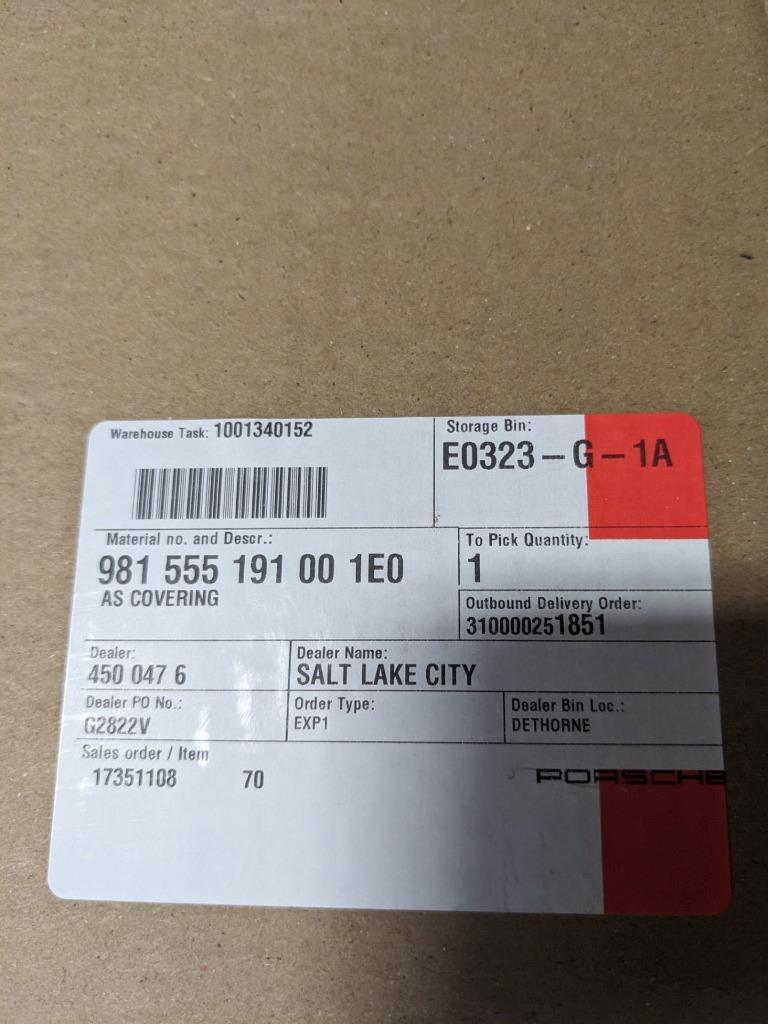 Warehouse Task: 1001340152
Storage Bin:
E0323-G-1A
Material no. and Descr.:
981 555 191 00 1E0
AS COVERING
To Pick Quantity:
1
Outbound Delivery Order:
310000251851
Dealer:
450 047 6
Dealer Name:
SALT LAKE CITY
Dealer PO No.:
G2822V
Order Type:
EXP1
Dealer Bin Loc.:
DETHORNE
Sales order / Item
17351108 70
PORSCHE